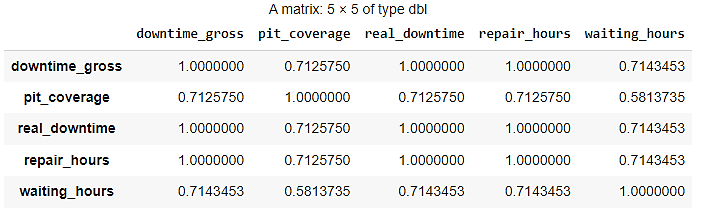 A matrix: 5 × 5 of type dbl
downtime_gross pit_coverage real_downtime repair_hours waiting_hours
downtime_gross 1.0000000 0.7125750 1.0000000 1.0000000 0.7143453
pit_coverage 0.7125750 1.0000000 0.7125750 0.7125750 0.5813735
real_downtime 1.0000000 0.7125750 1.0000000 1.0000000 0.7143453
repair_hours 1.0000000 0.7125750 1.0000000 1.0000000 0.7143453
waiting_hours 0.7143453 0.5813735 0.7143453 0.7143453 1.0000000